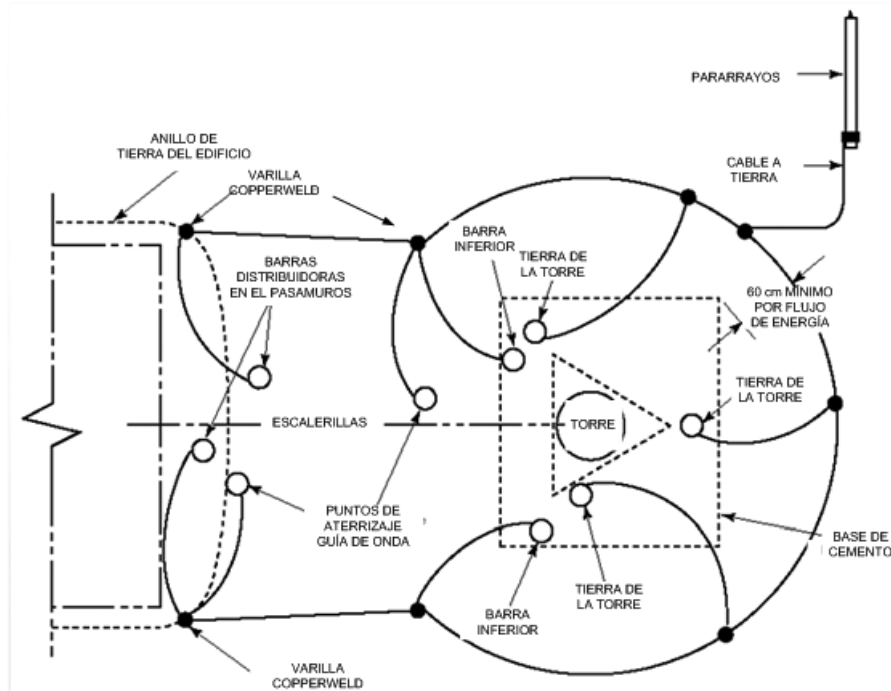 PARARRAYOS
ANILLO DE
TIERRA DEL EDIFICIO
VARILLA
COPPERWELD
CABLE A
TIERRA
BARRA
INFERIOR
TIERRA DE
LA TORRE
BARRAS
DISTRIBUIDORAS
EN EL PASAMUROS
60 cm MÍNIMO
POR FLUJO
DE ENERGÍA
TIERRA DE
LA TORRE
ESCALERILLAS
TORRE
PUNTOS DE
ATERRIZAJE
GUÍA DE ONDA
BASE DE
CEMENTO
TIERRA DE
LA TORRE
BARRA
INFERIOR
VARILLA
COPPERWELD